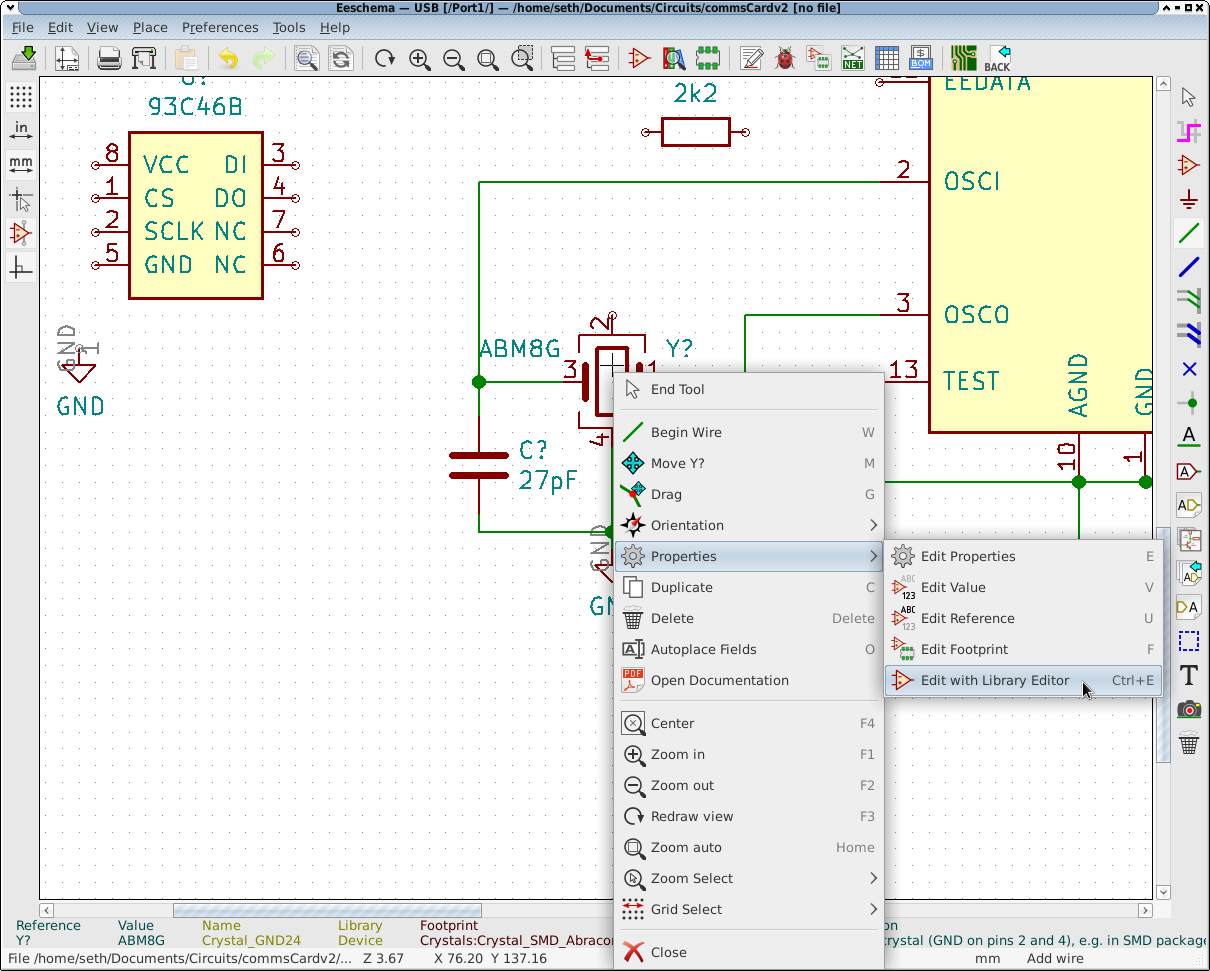 Eeschema — USB [/Port1/] — /home/seth/Documents/Circuits/commsCardv2 [no file]
File Edit View Place Preferences Tools Help
NET
BOM
BACK
in
mm
U?
93C46B
8 VCC DI 3
1 CS DO 4
2 SCLK NC 7
5 GND NC 6
2k2
EEDATA
2 OSCI
3 OSCO
13 TEST
AGND
GND
10
1
GND
1
GND
ABM8G
Y?
2
3
1
4
C?
27pF
GND
End Tool
Begin Wire W
Move Y? M
Drag G
Orientation
Properties
Duplicate C
Delete Delete
Autoplace Fields O
PDF
Open Documentation
Center F4
Zoom in F1
Zoom out F2
Redraw view F3
Zoom auto Home
Zoom Select
Grid Select
Close
Edit Properties E
ABC
123
Edit Value V
ABC
123
Edit Reference U
Edit Footprint F
Edit with Library Editor Ctrl+E
A
A
AD
AD
DA
T
Reference Value Name Library Footprint
Y? ABM8G Crystal_GND24 Device Crystals:Crystal_SMD_Abraco
rystal (GND on pins 2 and 4), e.g. in SMD package
File /home/seth/Documents/Circuits/commsCardv2/... Z 3.67 X 76.20 Y 137.16 mm Add wire